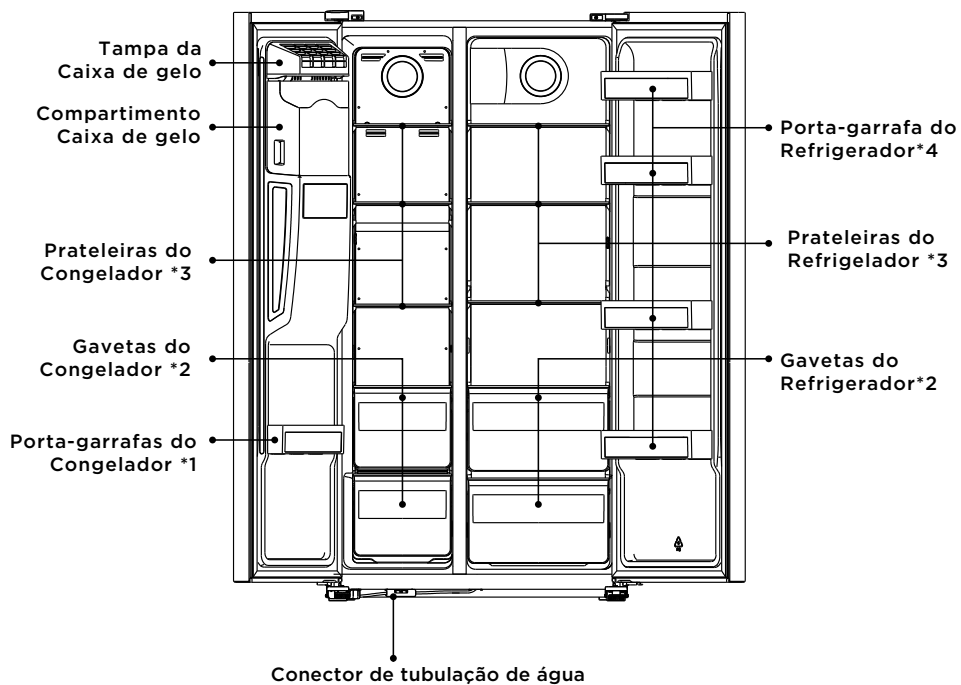 Tampa da
Caixa de gelo
Compartimento
Caixa de gelo
Prateleiras do
Congelador *3
Gavetas do
Congelador *2
Porta-garrafas do
Congelador *1
Porta-garrafa do
Refrigerador*4
Prateleiras do
Refrigelador *3
Gavetas do
Refrigerador*2
Conector de tubulação de água